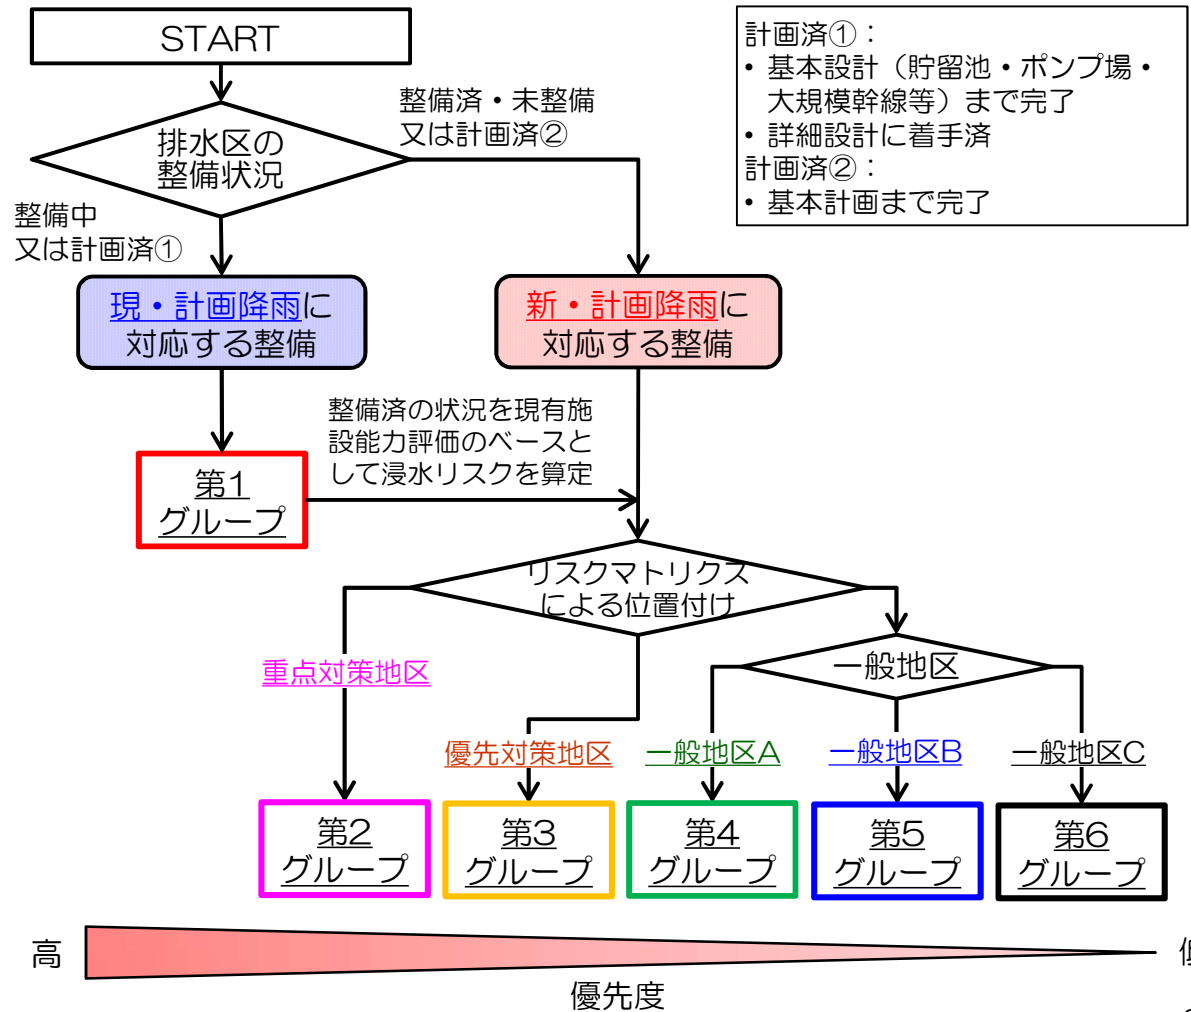 START
計画済①：
• 基本設計（貯留池・ポンプ場・
大規模幹線等）まで完了
• 詳細設計に着手済
計画済②：
• 基本計画まで完了
排水区の
整備状況
整備済・未整備
又は計画済②
整備中
又は計画済①
現・計画降雨に
対応する整備
新・計画降雨に
対応する整備
整備済の状況を現有施
設能力評価のベースと
して浸水リスクを算定
第1
グループ
リスクマトリクス
による位置付け
一般地区
重点対策地区
優先対策地区
一般地区A
一般地区B
一般地区C
第2
グループ
第3
グループ
第4
グループ
第5
グループ
第6
グループ
高
優先度